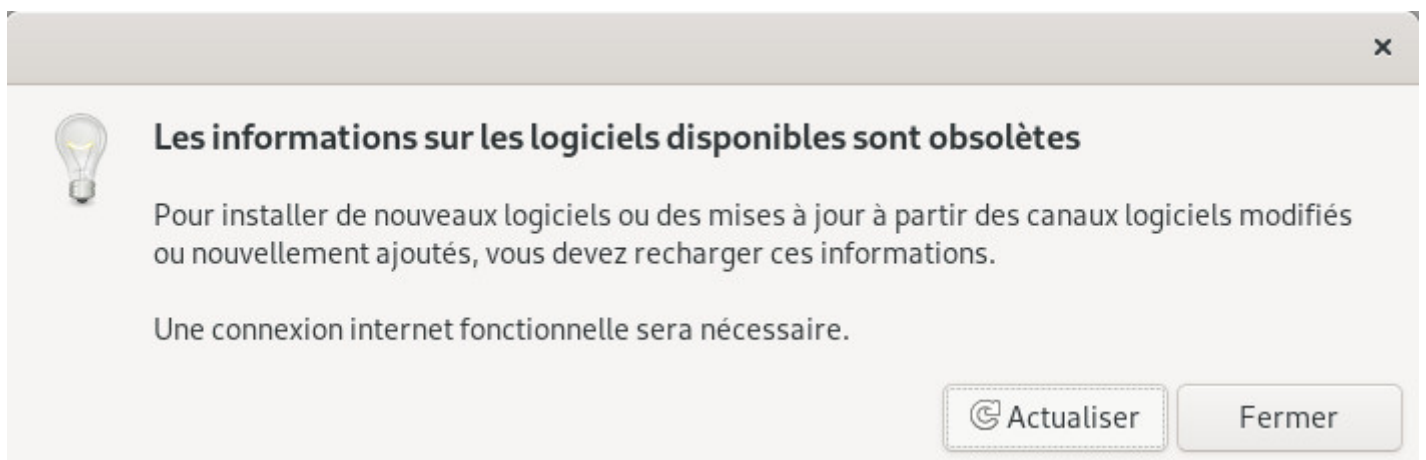 Les informations sur les logiciels disponibles sont obsolètes
Pour installer de nouveaux logiciels ou des mises à jour à partir des canaux logiciels modifiés
ou nouvellement ajoutés, vous devez recharger ces informations.
Une connexion internet fonctionnelle sera nécessaire.
Actualiser
Fermer